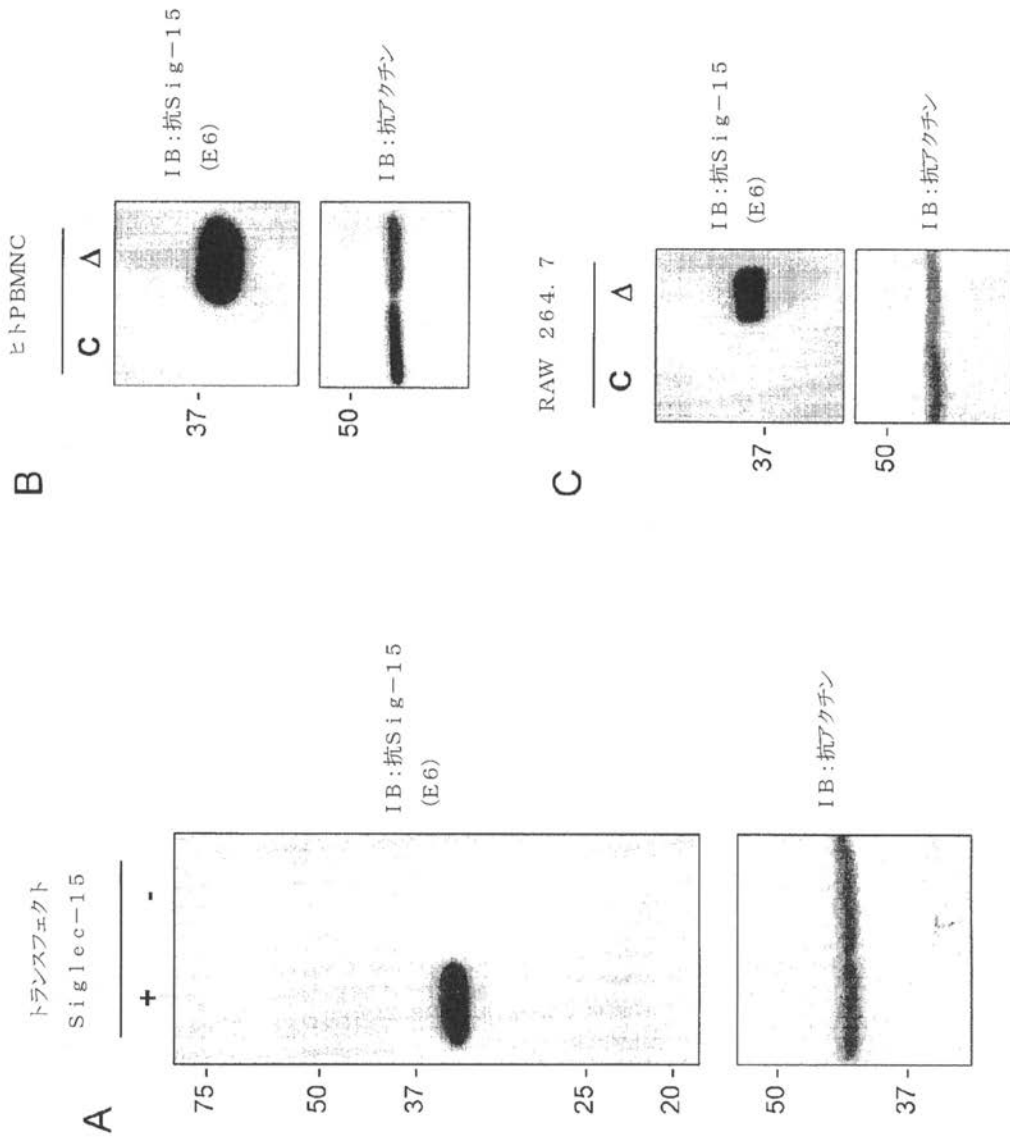 A
トランスフェクト
Siglec-15
+ -
75 -
50 -
37 -
25 -
20 -
IB:抗Sig-15
(E6)
50 -
37 -
IB:抗アクチン
B
ヒトPBMNC
C Δ
37 -
IB:抗Sig-15
(E6)
50 -
IB:抗アクチン
C
RAW 264.7
C Δ
37 -
IB:抗Sig-15
(E6)
50 -
IB:抗アクチン